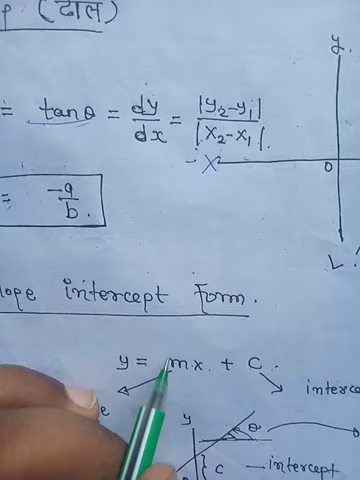 p. (ढाल)
y.
= tanθ = dy/dx = |y2-y1|/|x2-x1|.
-X
0
= -a/b.
L.
lope intercept form.
y = mx. + C.
interce
e
y
θ
{ c — intercept